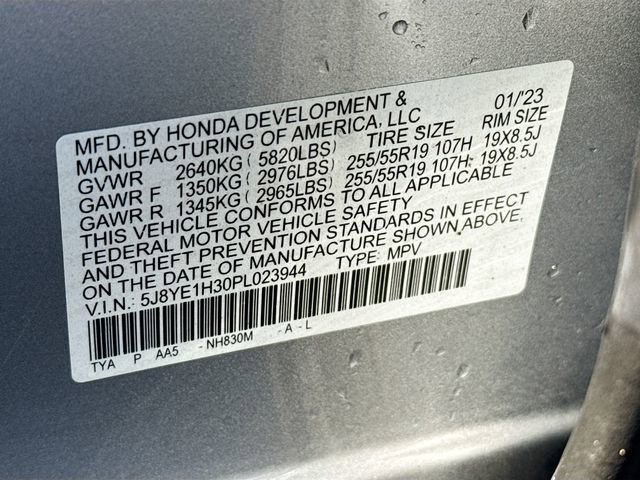 MFD. BY HONDA DEVELOPMENT & 01/'23
MANUFACTURING OF AMERICA, LLC
TIRE SIZE RIM SIZE
GVWR 2640KG ( 5820LBS)
GAWR F 1350KG ( 2976LBS) 255/55R19 107H 19X8.5J
GAWR R 1345KG ( 2965LBS) 255/55R19 107H 19X8.5J
THIS VEHICLE CONFORMS TO ALL APPLICABLE
FEDERAL MOTOR VEHICLE SAFETY
AND THEFT PREVENTION STANDARDS IN EFFECT
ON THE DATE OF MANUFACTURE SHOWN ABOVE.
V.I.N.: 5J8YE1H30PL023944 TYPE: MPV
TYA P AA5 -NH830M -A-L